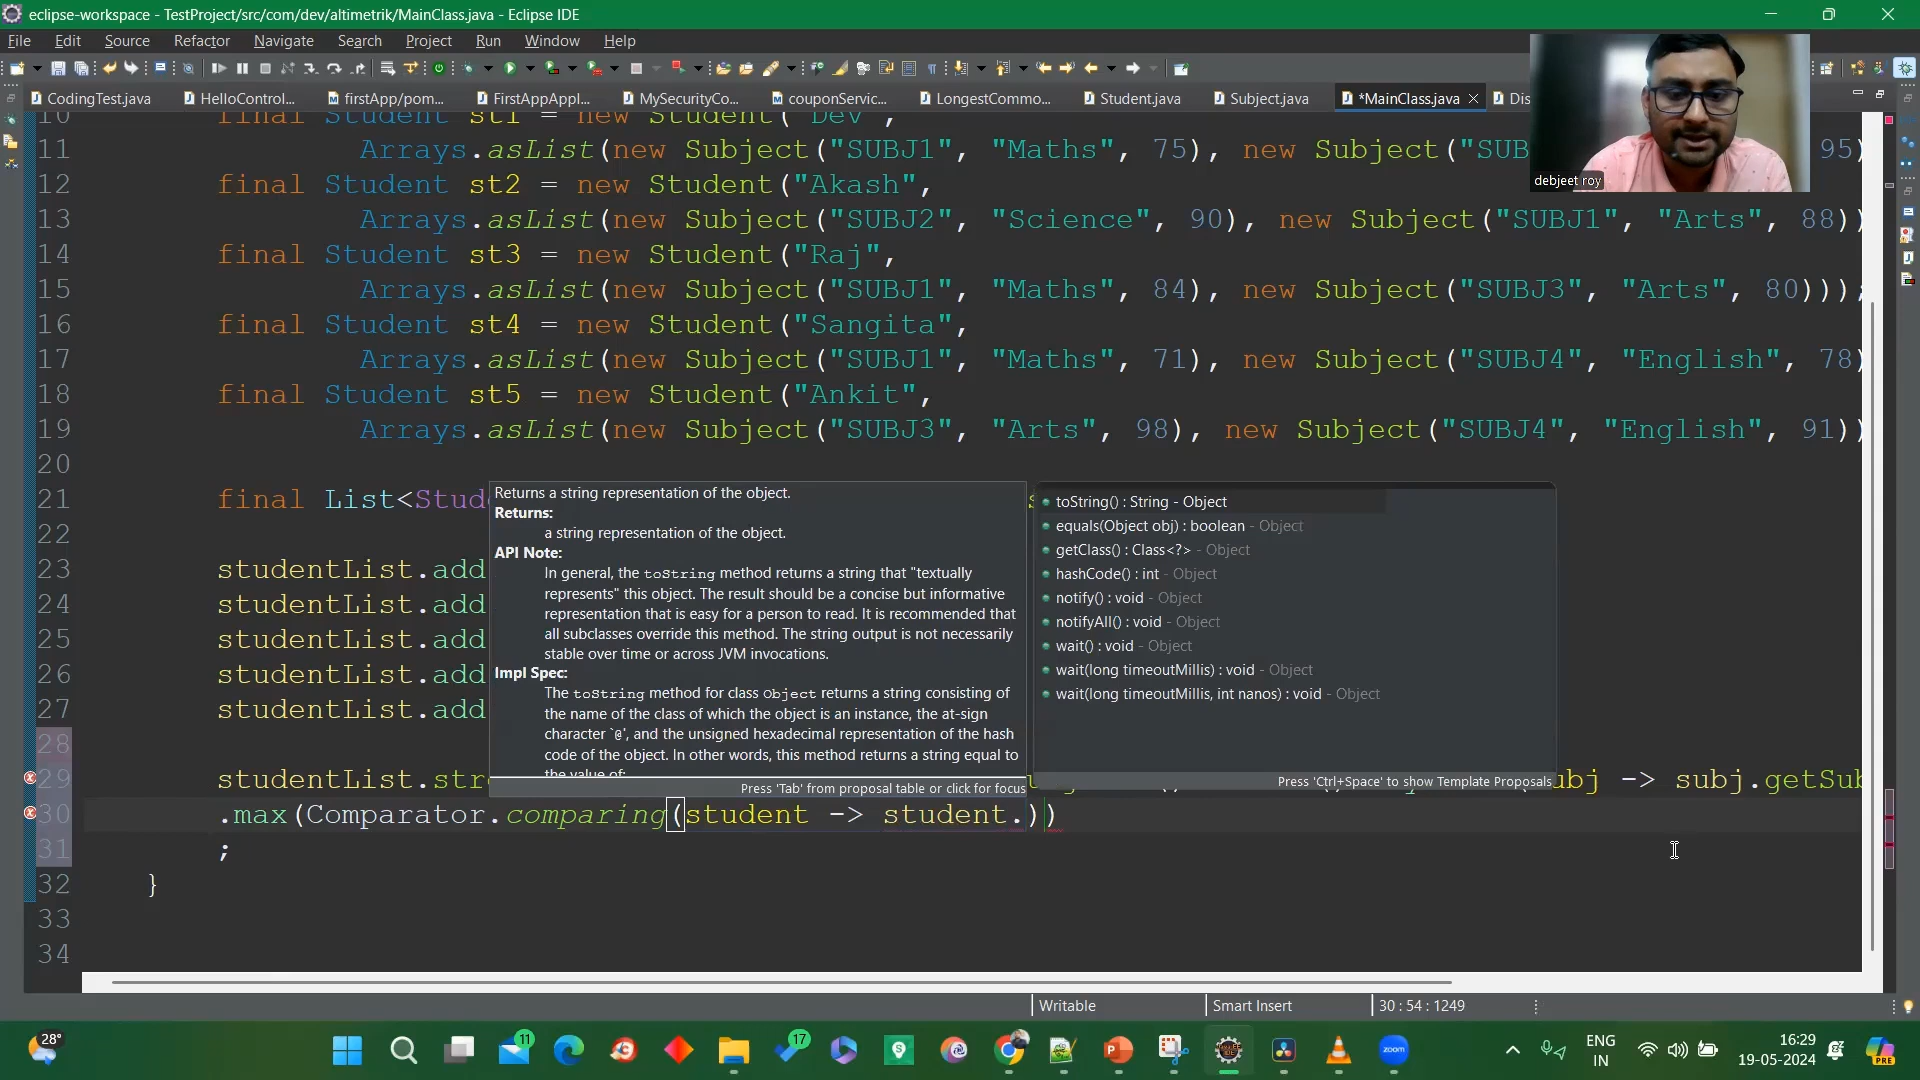 eclipse-workspace - TestProject/src/com/dev/altimetrik/MainClass.java - Eclipse IDE
File Edit Source Refactor Navigate Search Project Run Window Help
CodingTest.java HelloControl... firstApp/pom... FirstAppAppl... MySecurityCo... couponServic... LongestCommo... Student.java Subject.java *MainClass.java Dis
debjeet roy
10 final Student st1 = new Student("Dev",
11 Arrays.asList(new Subject("SUBJ1", "Maths", 75), new Subject("SUB 95)
12 final Student st2 = new Student("Akash",
13 Arrays.asList(new Subject("SUBJ2", "Science", 90), new Subject("SUBJ1", "Arts", 88))
14 final Student st3 = new Student("Raj",
15 Arrays.asList(new Subject("SUBJ1", "Maths", 84), new Subject("SUBJ3", "Arts", 80)));
16 final Student st4 = new Student("Sangita",
17 Arrays.asList(new Subject("SUBJ1", "Maths", 71), new Subject("SUBJ4", "English", 78)
18 final Student st5 = new Student("Ankit",
19 Arrays.asList(new Subject("SUBJ3", "Arts", 98), new Subject("SUBJ4", "English", 91))
20
21 final List<Stud
22
23 studentList.add
24 studentList.add
25 studentList.add
26 studentList.add
27 studentList.add
28
29 studentList.str subj -> subj.getSub
30 .max(Comparator.comparing(student -> student.))
31 ;
32 }
33
34
Returns a string representation of the object.
Returns:
a string representation of the object.
API Note:
In general, the toString method returns a string that "textually
represents" this object. The result should be a concise but informative
representation that is easy for a person to read. It is recommended that
all subclasses override this method. The string output is not necessarily
stable over time or across JVM invocations.
Impl Spec:
The toString method for class Object returns a string consisting of
the name of the class of which the object is an instance, the at-sign
character `@', and the unsigned hexadecimal representation of the hash
code of the object. In other words, this method returns a string equal to
the value of:
Press 'Tab' from proposal table or click for focus
toString() : String - Object
equals(Object obj) : boolean - Object
getClass() : Class<?> - Object
hashCode() : int - Object
notify() : void - Object
notifyAll() : void - Object
wait() : void - Object
wait(long timeoutMillis) : void - Object
wait(long timeoutMillis, int nanos) : void - Object
Press 'Ctrl+Space' to show Template Proposals
Writable Smart Insert 30 : 54 : 1249
28° 11 17 zoom ENG
IN
16:29
19-05-2024
PRE